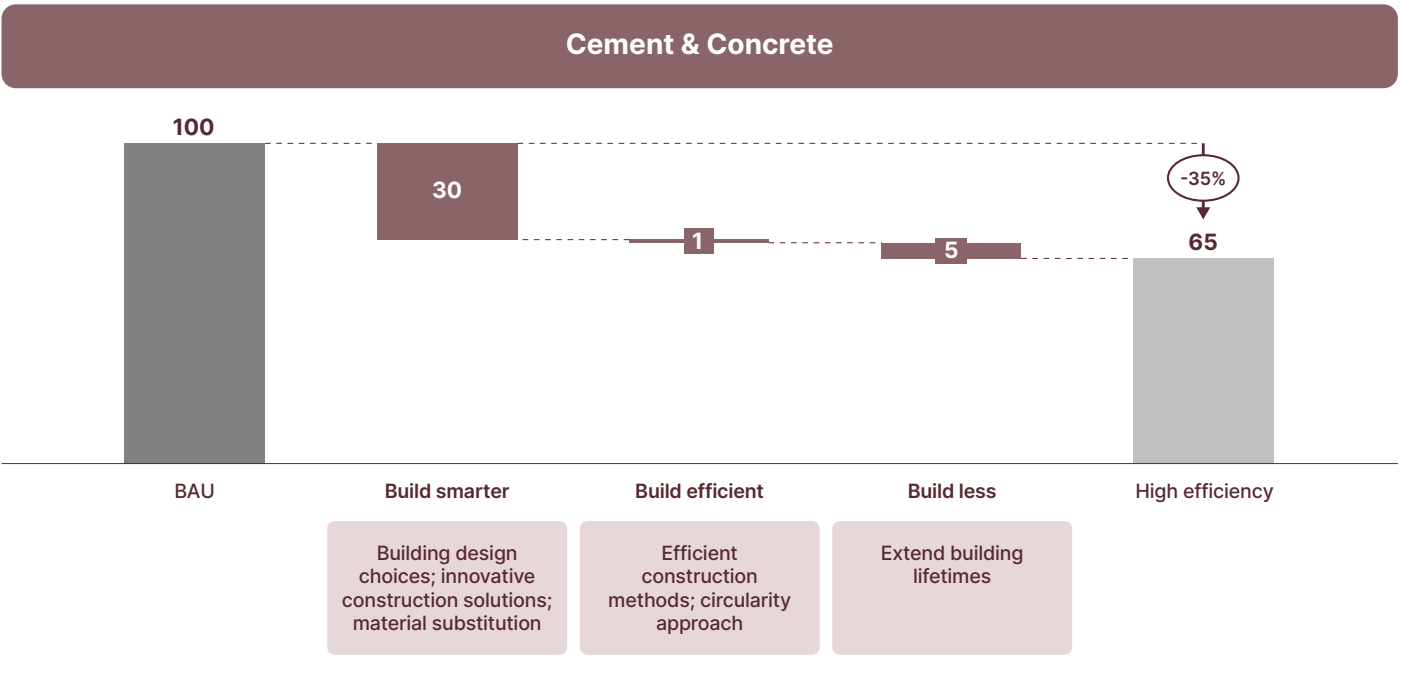 Cement & Concrete
100
30
1
5
-35%
65
BAU
Build smarter
Build efficient
Build less
High efficiency
Building design
choices; innovative
construction solutions;
material substitution
Efficient
construction
methods; circularity
approach
Extend building
lifetimes